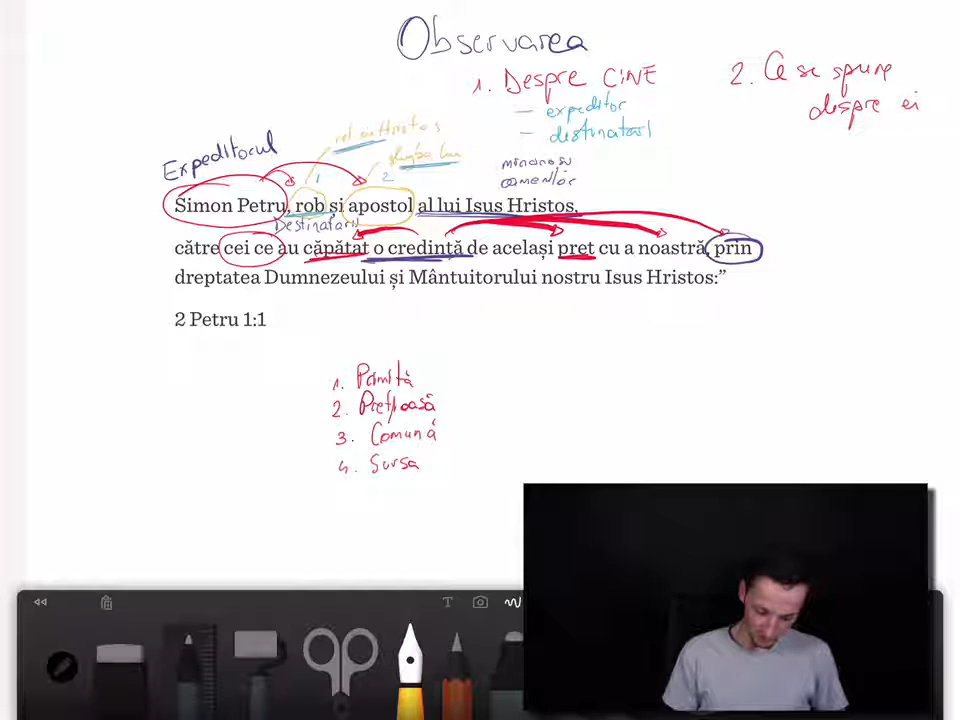 Observarea
1. Despre CINE
2. Ce se spune
despre ei
- expeditor
- destinatarul
Expeditorul
1
2
Simon Petru, rob și apostol al lui Isus Hristos,
Destinatarii
către cei ce au căpătat o credință de același preț cu a noastră, prin
dreptatea Dumnezeului și Mântuitorului nostru Isus Hristos:”
2 Petru 1:1
1. Primită
2. Prețioasă
3. Comună
4. Sursa
T